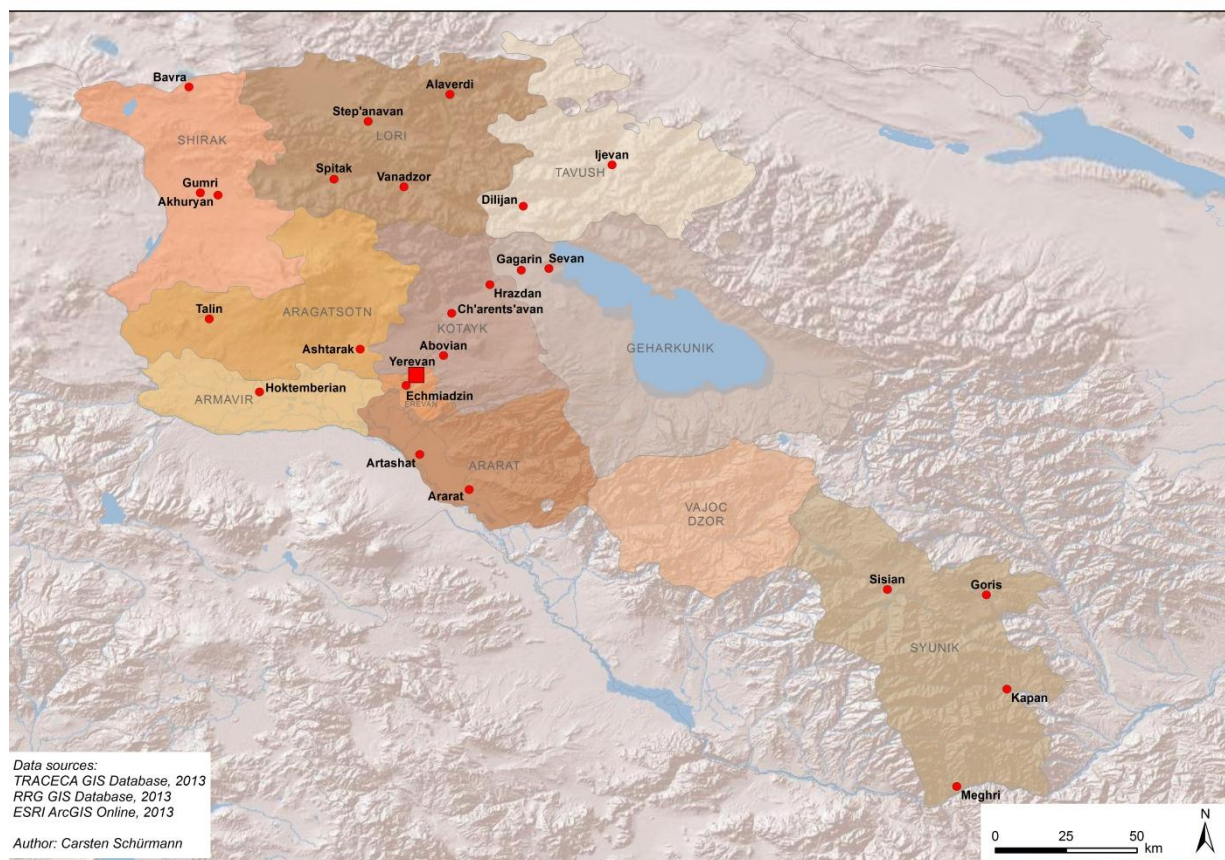 Bavra
Alaverdi
Step'anavan
SHIRAK
LORI
Ijevan
Spitak
TAVUSH
Vanadzor
Gumri
Akhuryan
Dilijan
Gagarin
Sevan
Hrazdan
Talin
ARAGATSOTN
Ch'arents'avan
KOTAYK
Ashtarak
Abovian
GEHARKUNIK
Yerevan
Hoktemberian
Echmiadzin
ARMAVIR
EREVAN
Artashat
ARARAT
Ararat
VAJOC
DZOR
Sisian
Goris
SYUNIK
Kapan
Meghri
Data sources:
TRACECA GIS Database, 2013
RRG GIS Database, 2013
ESRI ArcGIS Online, 2013
Author: Carsten Schürmann
N
0 25 50
km